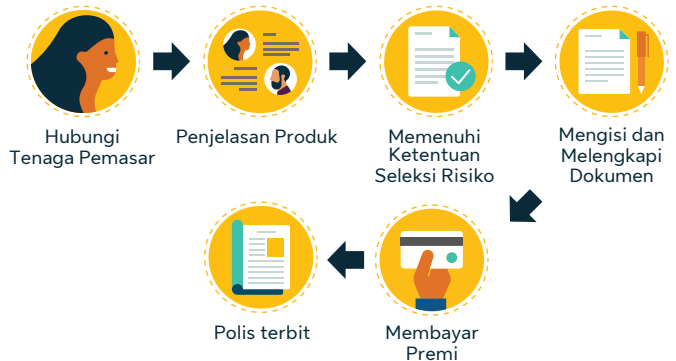 Hubungi
Tenaga Pemasar
Penjelasan Produk
Memenuhi
Ketentuan
Seleksi Risiko
Mengisi dan
Melengkapi
Dokumen
Membayar
Premi
Polis terbit